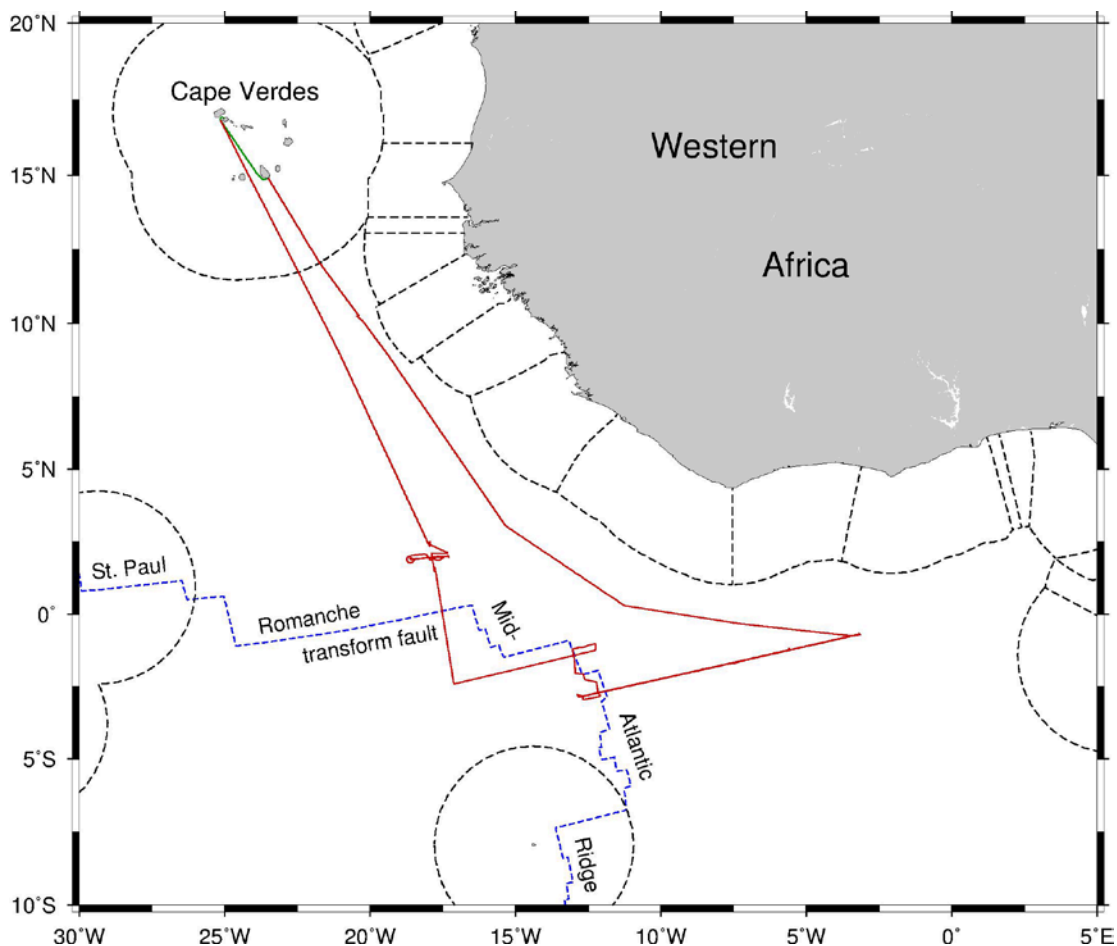 20°N
Cape Verdes
Western
15°N
Africa
10°N
5°N
St. Paul
0°
Romanche
transform fault
Mid-
Atlantic
5°S
Ridge
10°S
30°W
25°W
20°W
15°W
10°W
5°W
0°
5°E